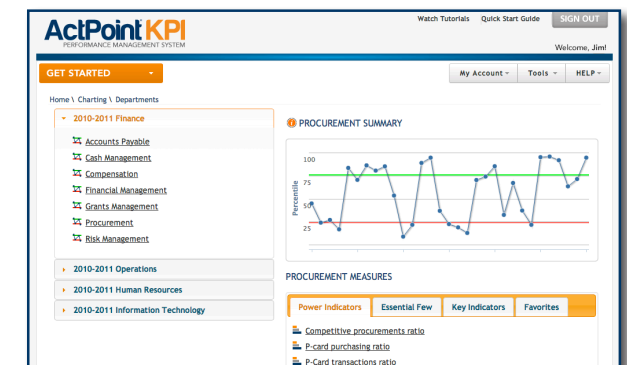 Watch Tutorials Quick Start Guide SIGN OUT
ActPoint KPI
PERFORMANCE MANAGEMENT SYSTEM
Welcome, Jim!
GET STARTED
My Account Tools HELP
Home \ Charting \ Departments
2010-2011 Finance
Accounts Payable
Cash Management
Compensation
Financial Management
Grants Management
Procurement
Risk Management
2010-2011 Operations
2010-2011 Human Resources
2010-2011 Information Technology
PROCUREMENT SUMMARY
Percentile
100
75
50
25
PROCUREMENT MEASURES
Power Indicators Essential Few Key Indicators Favorites
Competitive procurements ratio
P-card purchasing ratio
P-Card transactions ratio